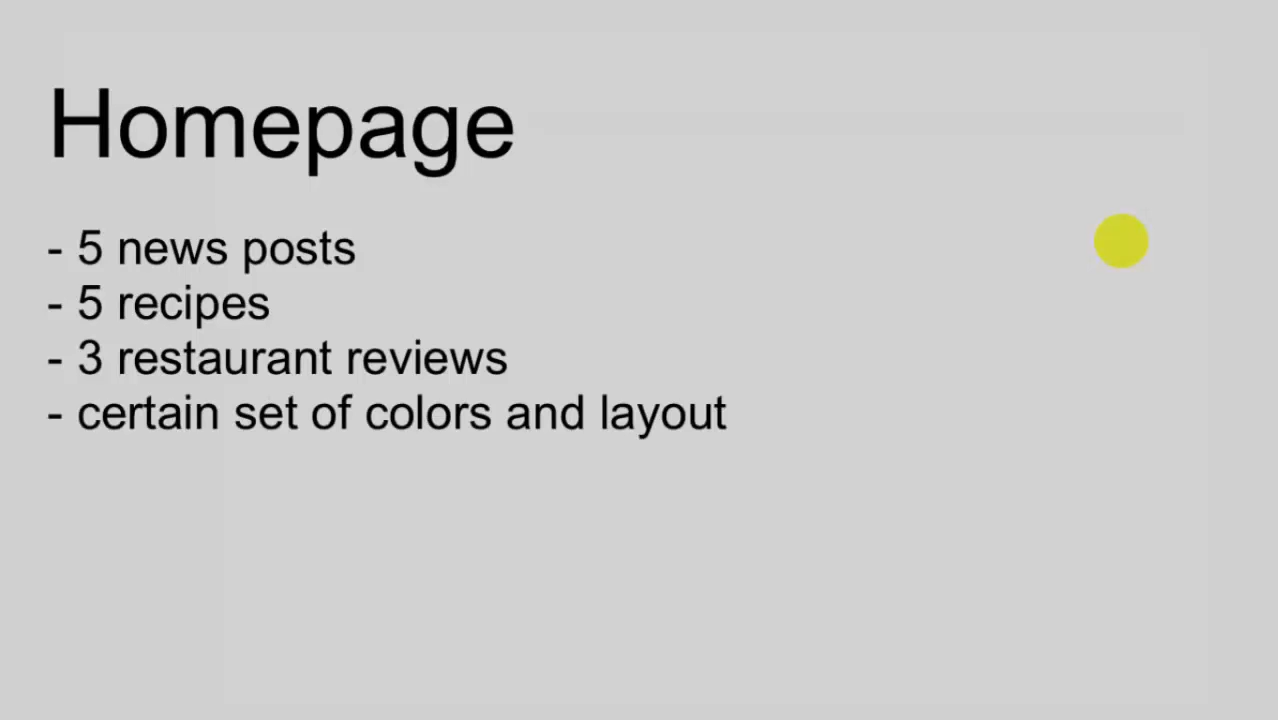 Homepage
- 5 news posts
- 5 recipes
- 3 restaurant reviews
- certain set of colors and layout